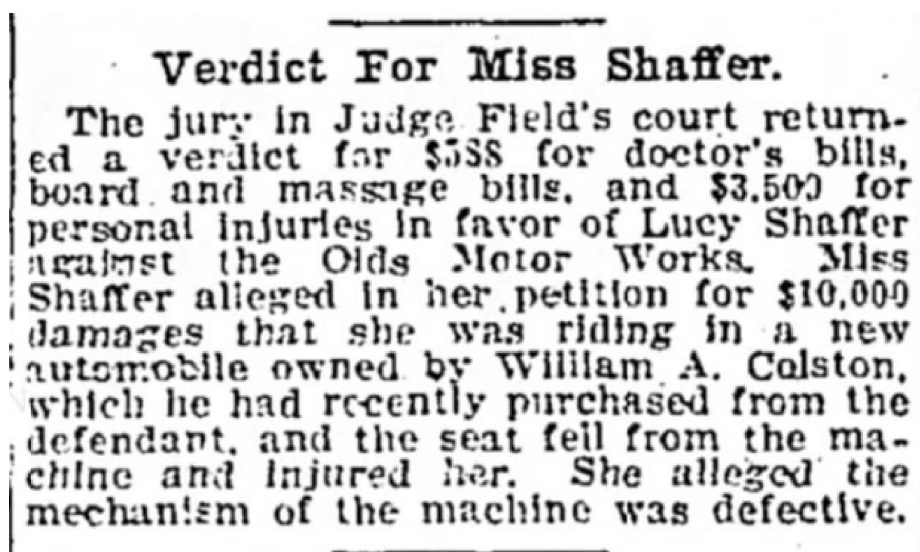 Verdict For Miss Shaffer.
The jury in Judge Field's court return-
ed a verdict for $588 for doctor's bills,
board and massage bills, and $3,500 for
personal injuries in favor of Lucy Shaffer
against the Olds Motor Works. Miss
Shaffer alleged in her petition for $10,000
damages that she was riding in a new
automobile owned by William A. Colston,
which he had recently purchased from the
defendant, and the seat fell from the ma-
chine and injured her. She alleged the
mechanism of the machine was defective.